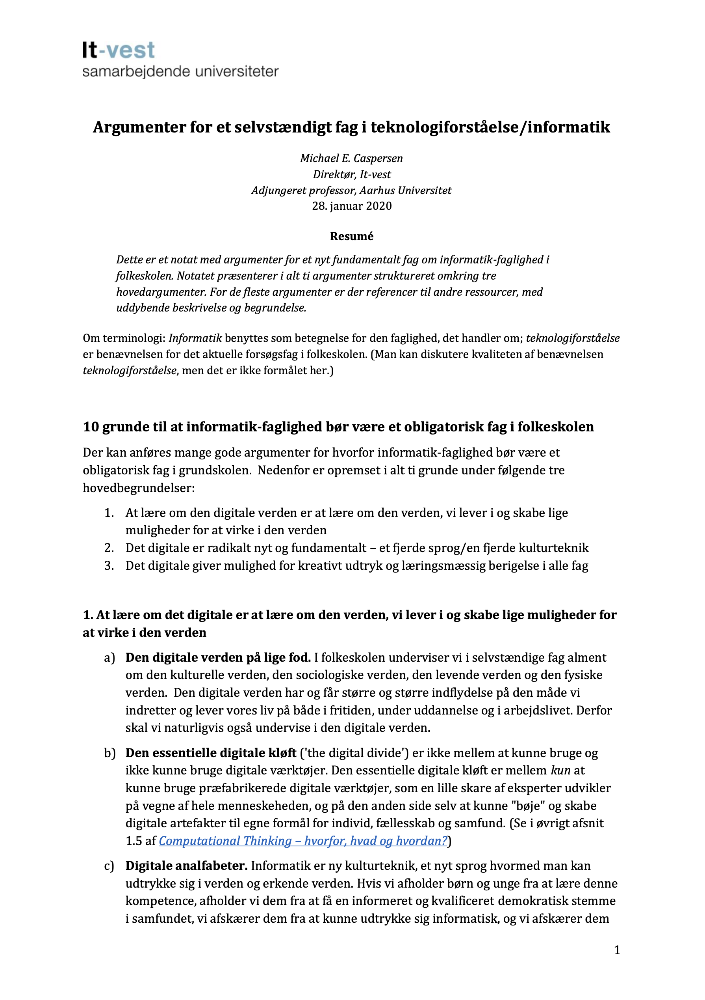 It-vest
samarbejdende universiteter
Argumenter for et selvstændigt fag i teknologiforståelse/informatik
Michael E. Caspersen
Direktør, It-vest
Adjungeret professor, Aarhus Universitet
28. januar 2020
Resumé
Dette er et notat med argumenter for et nyt fundamentalt fag om informatik-faglighed i
folkeskolen. Notatet præsenterer i alt ti argumenter struktureret omkring tre
hovedargumenter. For de fleste argumenter er der referencer til andre ressourcer, med
uddybende beskrivelse og begrundelse.
Om terminologi: Informatik benyttes som betegnelse for den faglighed, det handler om; teknologiforståelse
er benævnelsen for det aktuelle forsøgsfag i folkeskolen. (Man kan diskutere kvaliteten af benævnelsen
teknologiforståelse, men det er ikke formålet her.)
10 grunde til at informatik-faglighed bør være et obligatorisk fag i folkeskolen
Der kan anføres mange gode argumenter for hvorfor informatik-faglighed bør være et
obligatorisk fag i grundskolen.  Nedenfor er opremset i alt ti grunde under følgende tre
hovedbegrundelser:
1. At lære om den digitale verden er at lære om den verden, vi lever i og skabe lige
muligheder for at virke i den verden
2. Det digitale er radikalt nyt og fundamentalt – et fjerde sprog/en fjerde kulturteknik
3. Det digitale giver mulighed for kreativt udtryk og læringsmæssig berigelse i alle fag
1. At lære om det digitale er at lære om den verden, vi lever i og skabe lige muligheder for
at virke i den verden
a) Den digitale verden på lige fod. I folkeskolen underviser vi i selvstændige fag alment
om den kulturelle verden, den sociologiske verden, den levende verden og den fysiske
verden.  Den digitale verden har og får større og større indflydelse på den måde vi
indretter og lever vores liv på både i fritiden, under uddannelse og i arbejdslivet. Derfor
skal vi naturligvis også undervise i den digitale verden.
b) Den essentielle digitale kløft ('the digital divide') er ikke mellem at kunne bruge og
ikke kunne bruge digitale værktøjer. Den essentielle digitale kløft er mellem kun at
kunne bruge præfabrikerede digitale værktøjer, som en lille skare af eksperter udvikler
på vegne af hele menneskeheden, og på den anden side selv at kunne "bøje" og skabe
digitale artefakter til egne formål for individ, fællesskab og samfund. (Se i øvrigt afsnit
1.5 af Computational Thinking – hvorfor, hvad og hvordan?)
c) Digitale analfabeter. Informatik er ny kulturteknik, et nyt sprog hvormed man kan
udtrykke sig i verden og erkende verden. Hvis vi afholder børn og unge fra at lære denne
kompetence, afholder vi dem fra at få en informeret og kvalificeret demokratisk stemme
i samfundet, vi afskærer dem fra at kunne udtrykke sig informatisk, og vi afskærer dem
1